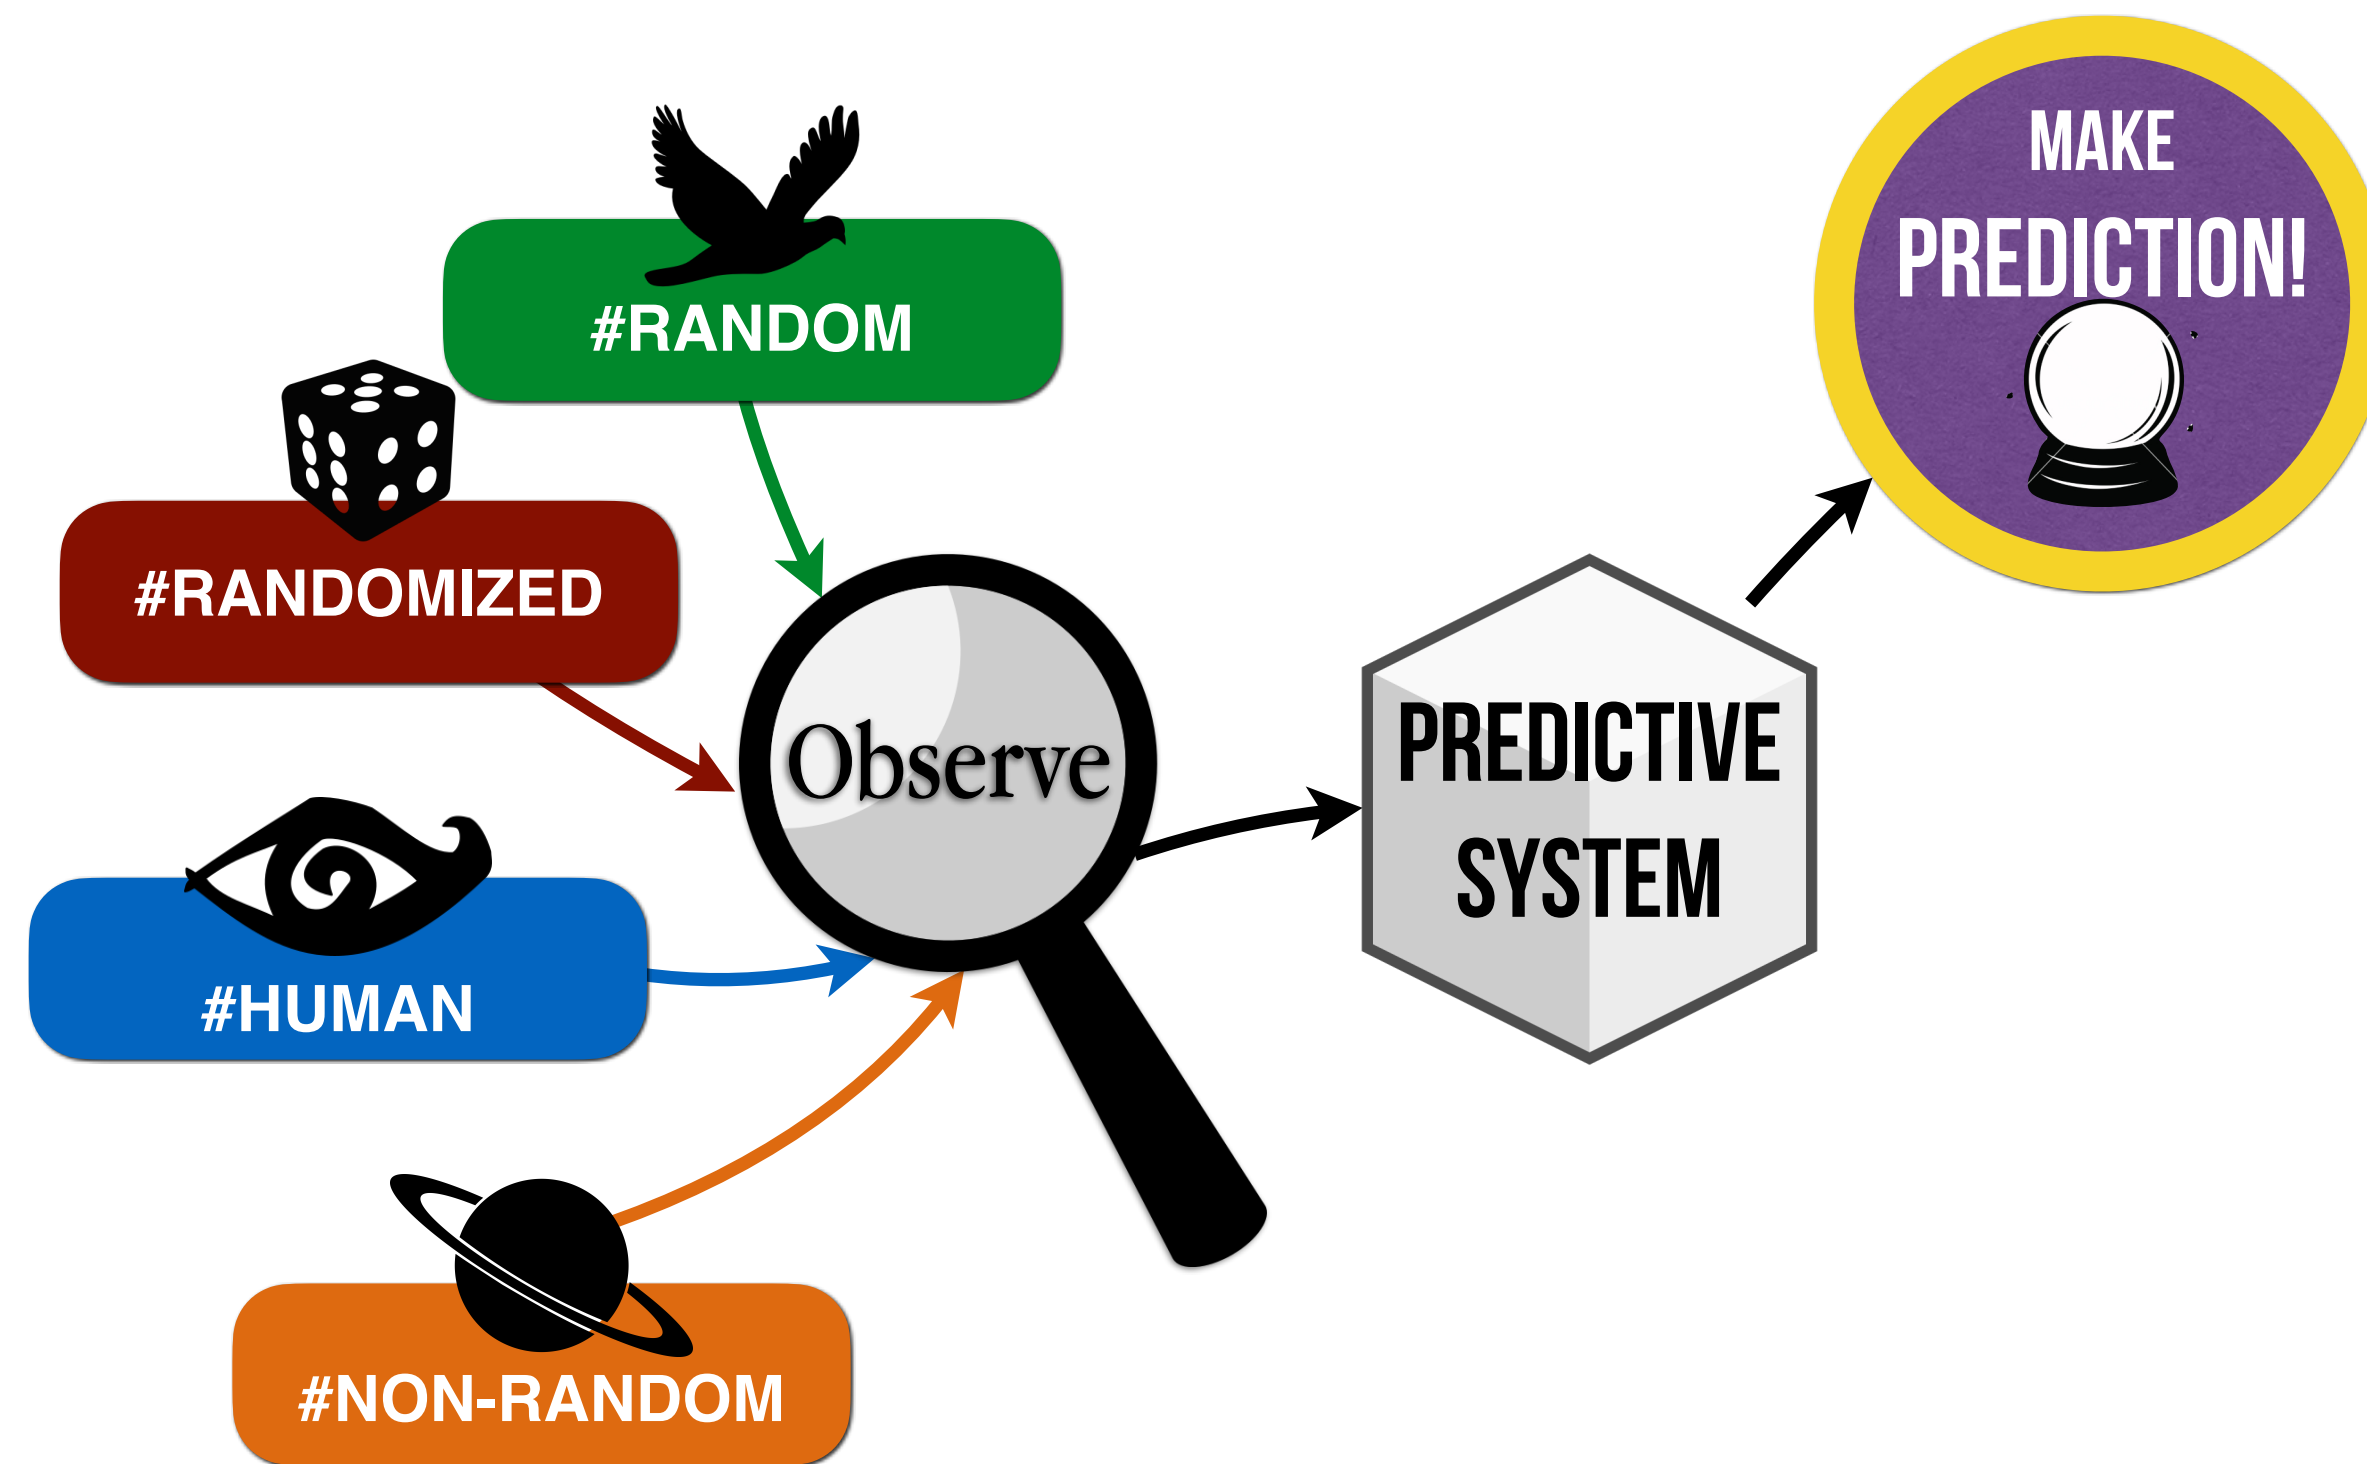 #RANDOM
#RANDOMIZED
#HUMAN
#NON-RANDOM
Observe
PREDICTIVE
SYSTEM
MAKE
PREDICTION!